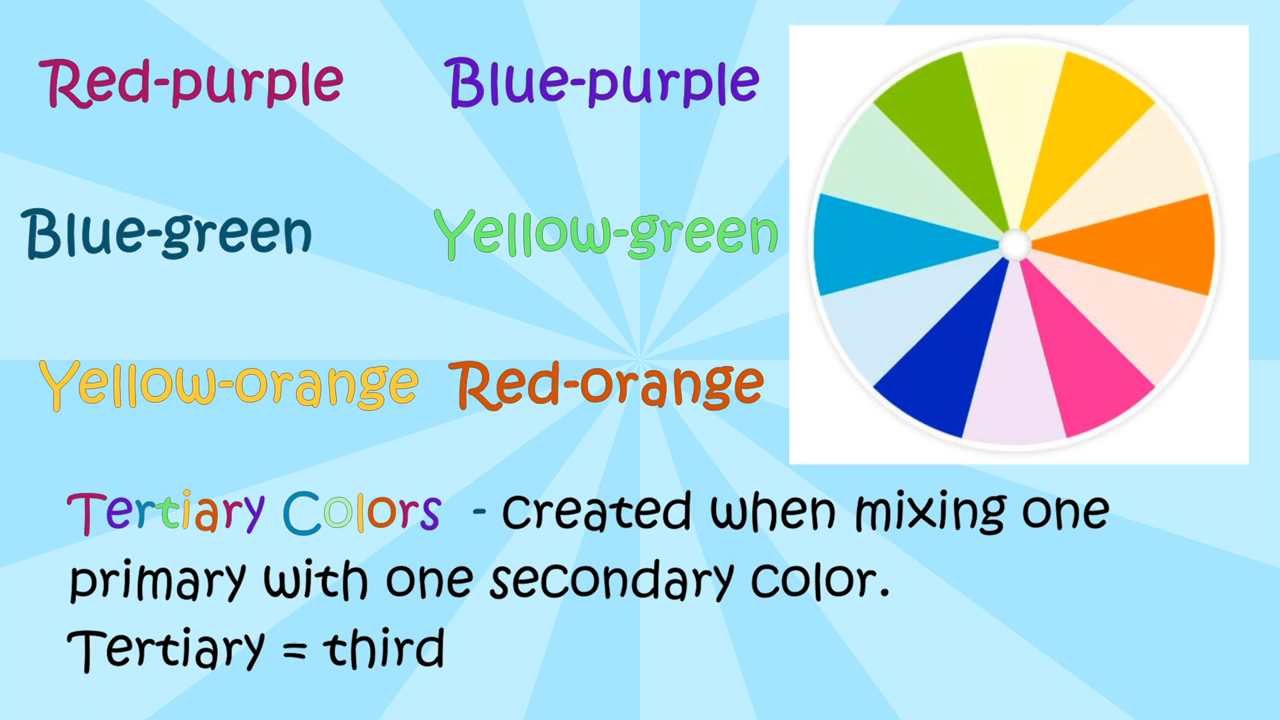 Red-purple Blue-purple
Blue-green Yellow-green
Yellow-orange Red-orange
Tertiary Colors - created when mixing one
primary with one secondary color.
Tertiary = third